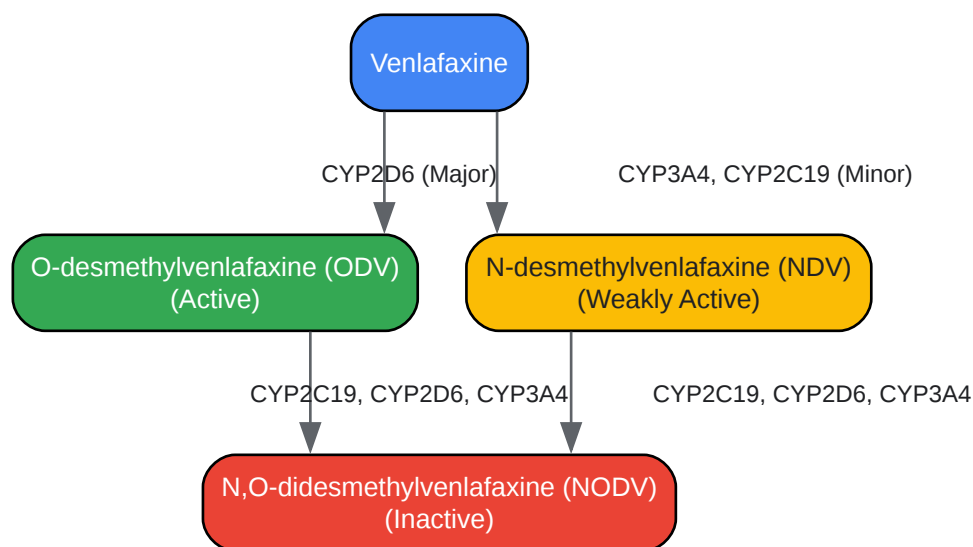 Venlafaxine
CYP2D6 (Major)
CYP3A4, CYP2C19 (Minor)
O-desmethylvenlafaxine (ODV)
(Active)
N-desmethylvenlafaxine (NDV)
(Weakly Active)
CYP2C19, CYP2D6, CYP3A4
CYP2C19, CYP2D6, CYP3A4
N,O-didesmethylvenlafaxine (NODV)
(Inactive)